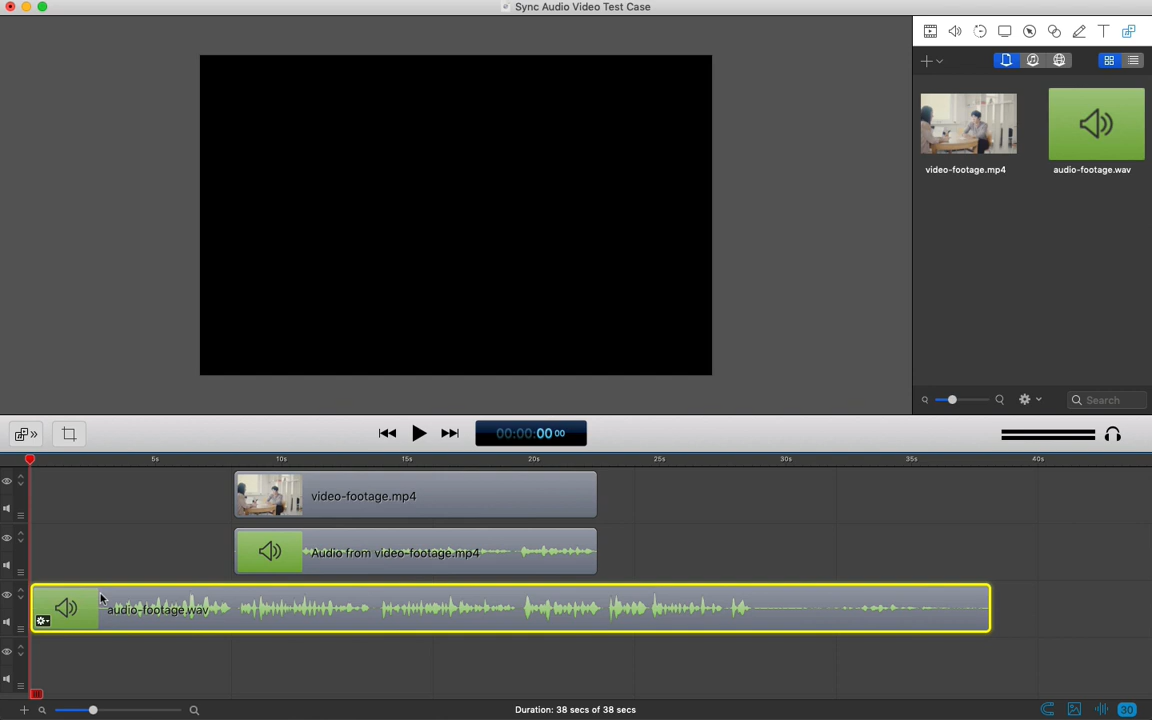 Sync Audio Video Test Case
video-footage.mp4
audio-footage.wav
Search
00:00:00 00
5s
10s
15s
20s
25s
30s
35s
40s
video-footage.mp4
Audio from video-footage.mp4
audio-footage.wav
Duration: 38 secs of 38 secs
30